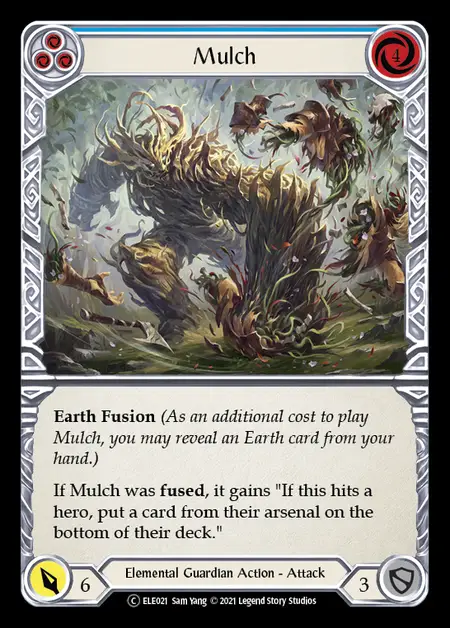 Mulch
4
Earth Fusion (As an additional cost to play
Mulch, you may reveal an Earth card from your
hand.)
If Mulch was fused, it gains "If this hits a
hero, put a card from their arsenal on the
bottom of their deck."
6
Elemental Guardian Action - Attack
3
C ELE021 Sam Yang © 2021 Legend Story Studios